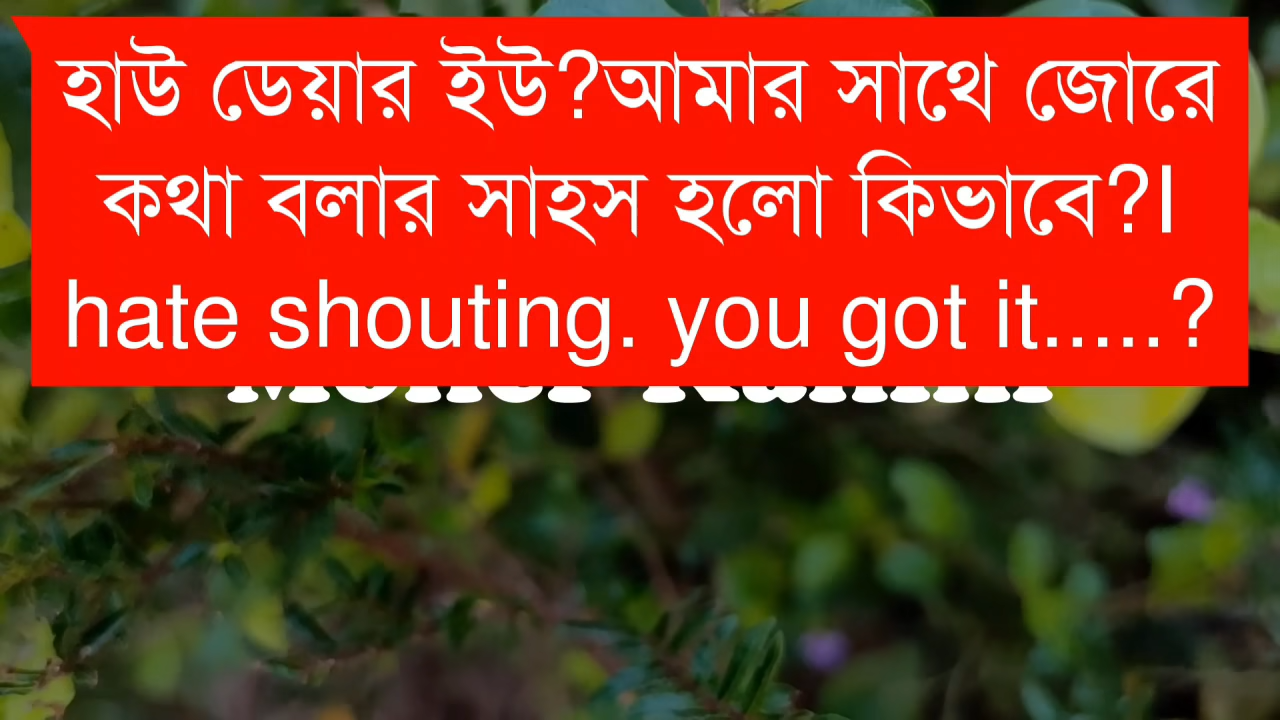 হাউ ডেয়ার ইউ?আমার সাথে জোরে
কথা বলার সাহস হলো কিভাবে?I
hate shouting. you got it.....?